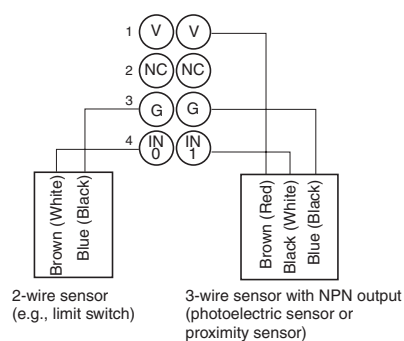 1 V V
2 NC NC
3 G G
4 IN 0 IN 1
Brown (White)
Blue (Black)
Brown (Red)
Black (White)
Blue (Black)
2-wire sensor
(e.g., limit switch)
3-wire sensor with NPN output
(photoelectric sensor or
proximity sensor)